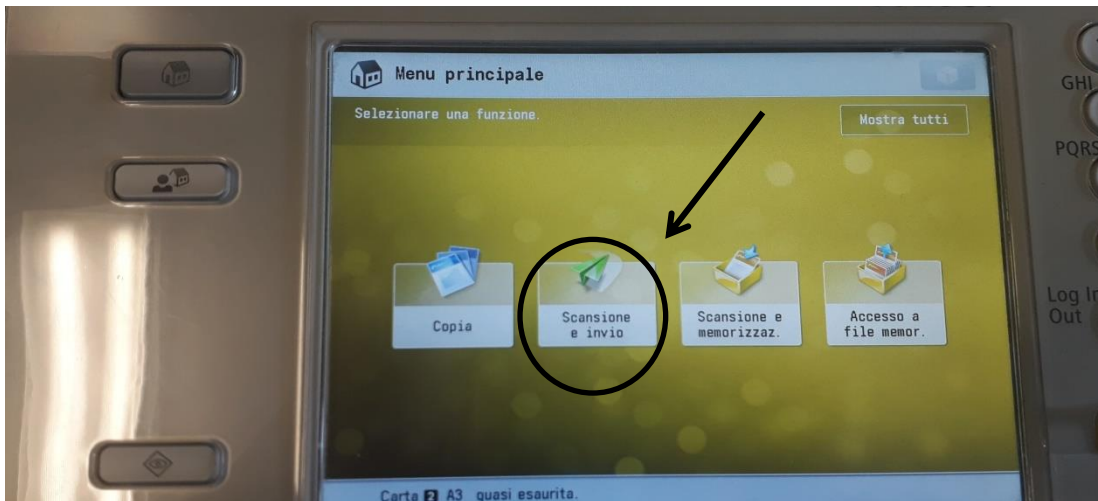 Menu principale
Selezionare una funzione.
Mostra tutti
Copia
Scansione
e invio
Scansione e
memorizzaz.
Accesso a
file memor.
Carta 2 A3 quasi esaurita.
GHI
PQRS
Log In
Out